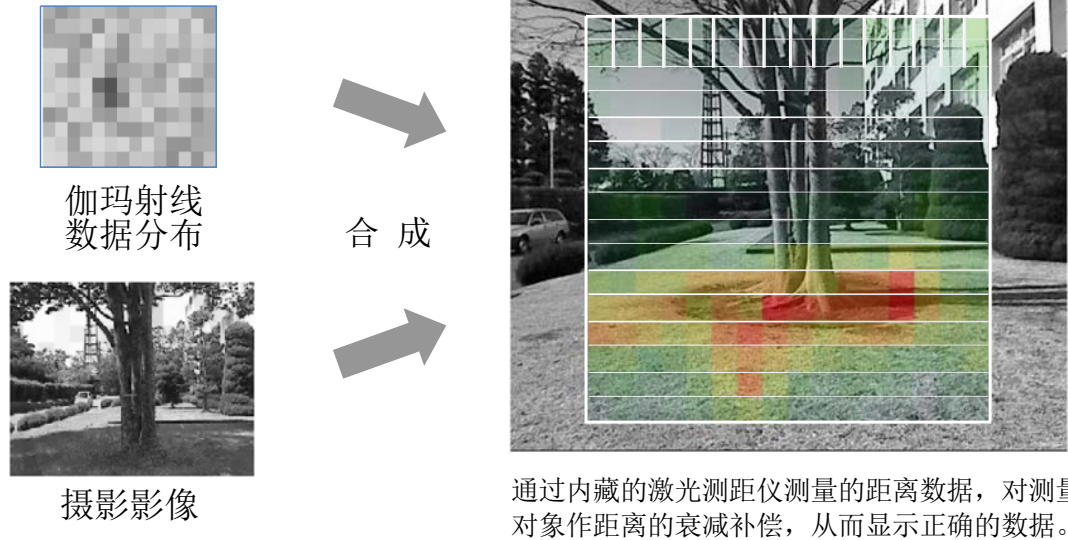 伽玛射线
数据分布
合 成
摄影影像
通过内藏的激光测距仪测量的距离数据，对测量
对象作距离的衰减补偿，从而显示正确的数据。